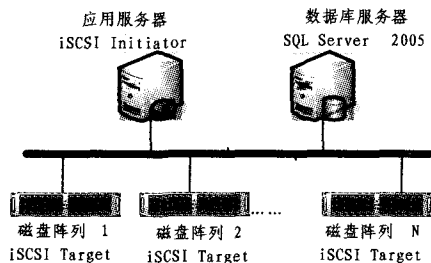 应用服务器
iSCSI Initiator
数据库服务器
SQL Server 2005
磁盘阵列 1
iSCSI Target
磁盘阵列 2
iSCSI Target
......
磁盘阵列 N
iSCSI Target